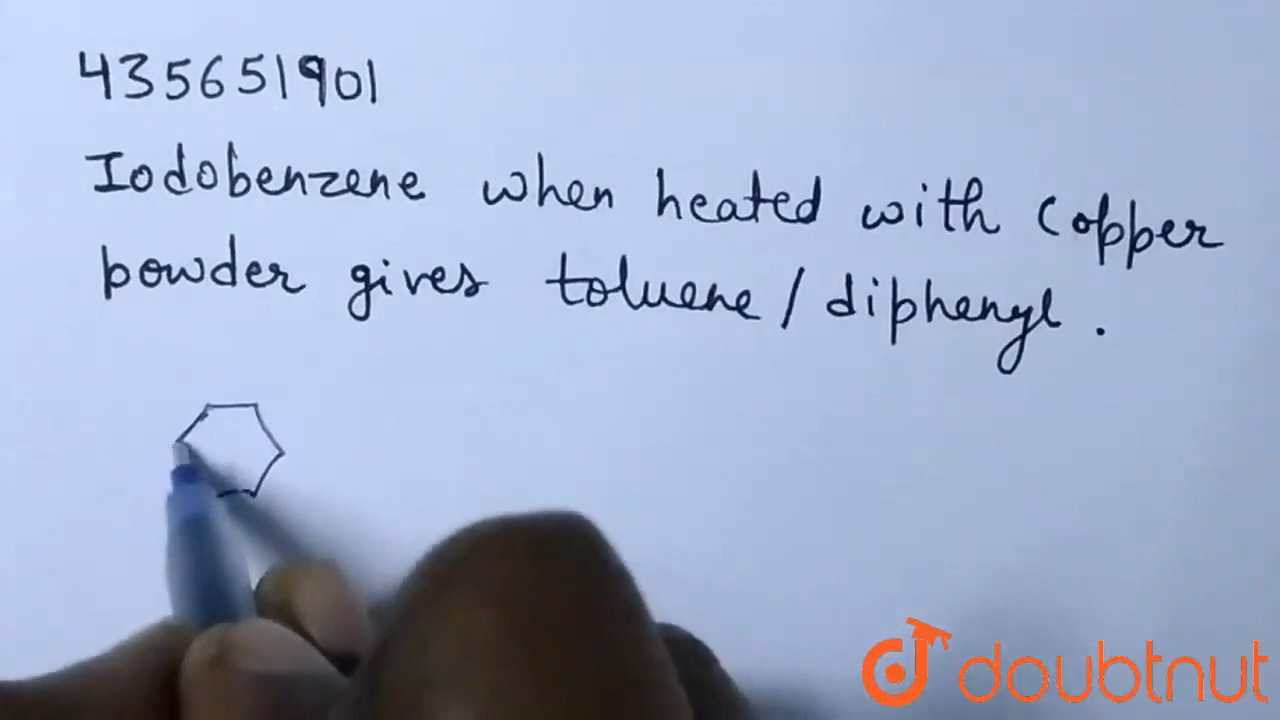 435651901
Iodobenzene when heated with Copper
powder gives toluene / diphenyl .
doubtnut